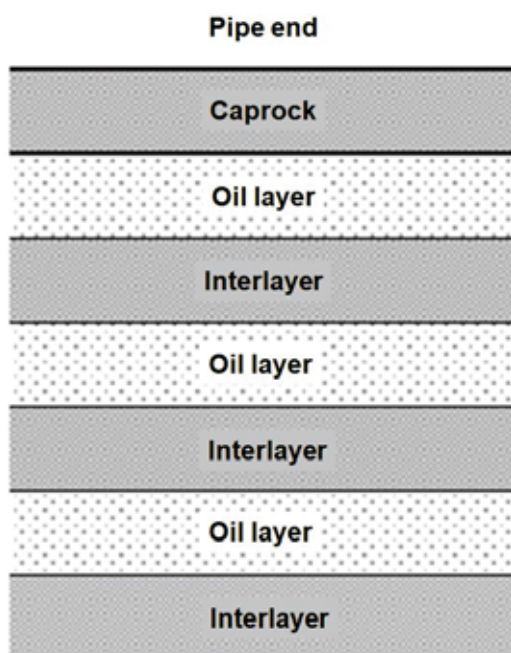 Pipe end
Caprock
Oil layer
Interlayer
Oil layer
Interlayer
Oil layer
Interlayer